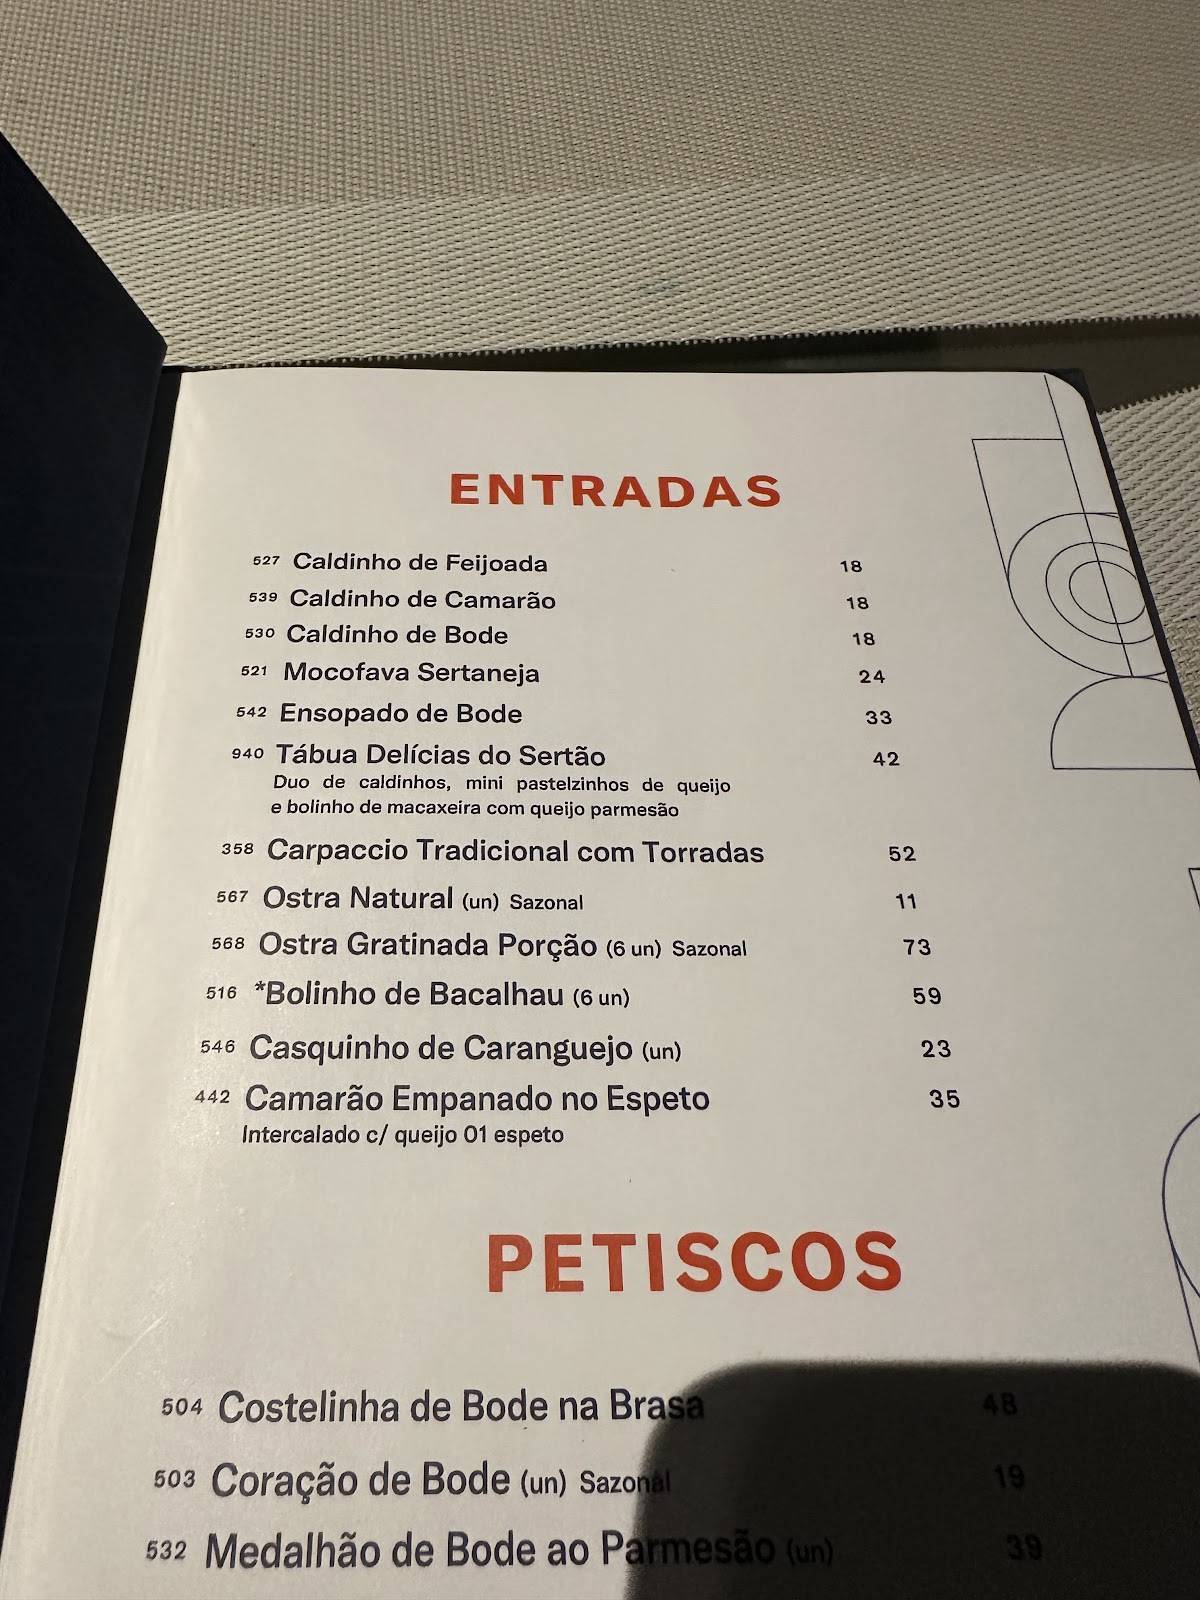 ENTRADAS
527 Caldinho de Feijoada 18
539 Caldinho de Camarão 18
530 Caldinho de Bode 18
521 Mocofava Sertaneja 24
542 Ensopado de Bode 33
940 Tábua Delícias do Sertão 42
Duo de caldinhos, mini pastelzinhos de queijo
e bolinho de macaxeira com queijo parmesão
358 Carpaccio Tradicional com Torradas 52
567 Ostra Natural (un) Sazonal 11
568 Ostra Gratinada Porção (6 un) Sazonal 73
516 *Bolinho de Bacalhau (6 un) 59
546 Casquinho de Caranguejo (un) 23
442 Camarão Empanado no Espeto 35
Intercalado c/ queijo 01 espeto
PETISCOS
504 Costelinha de Bode na Brasa 48
503 Coração de Bode (un) Sazonal 19
532 Medalhão de Bode ao Parmesão (un) 39